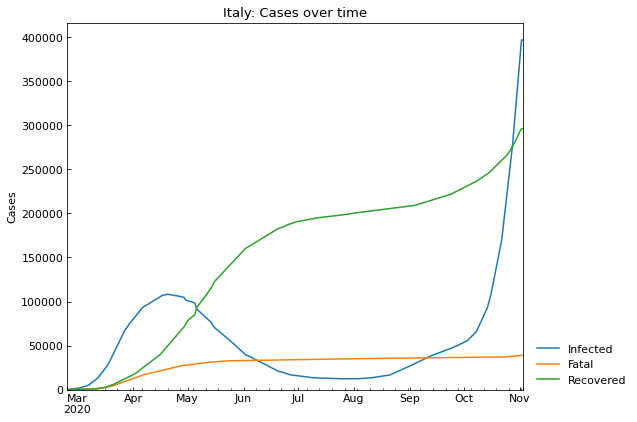 Italy: Cases over time
Cases
400000
350000
300000
250000
200000
150000
100000
50000
0
Mar Apr May Jun Jul Aug Sep Oct Nov
2020
Infected
Fatal
Recovered